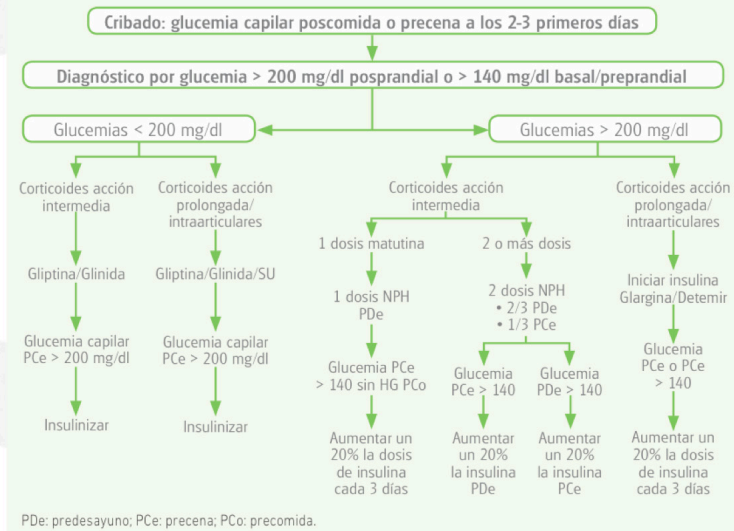 Cribado: glucemia capilar poscomida o precena a los 2-3 primeros días
Diagnóstico por glucemia > 200 mg/dl posprandial o > 140 mg/dl basal/preprandial
Glucemias < 200 mg/dl
Glucemias > 200 mg/dl
Corticoides acción
intermedia
Corticoides acción
prolongada/
intraarticulares
Corticoides acción
intermedia
Corticoides acción
prolongada/
intraarticulares
1 dosis matutina
2 o más dosis
Gliptina/Glinida
Gliptina/Glinida/SU
1 dosis NPH
PDe
2 dosis NPH
• 2/3 PDe
• 1/3 PCe
Iniciar insulina
Glargina/Detemir
Glucemia capilar
PCe > 200 mg/dl
Glucemia capilar
PCe > 200 mg/dl
Glucemia PCe
> 140 sin HG PCo
Glucemia
PCe > 140
Glucemia
PDe > 140
Glucemia
PCe o PCe
> 140
Insulinizar
Insulinizar
Aumentar un
20% la dosis
de insulina
cada 3 días
Aumentar
un 20%
la insulina
PDe
Aumentar
un 20%
la insulina
PCe
Aumentar un
20% la dosis
de insulina
cada 3 días
PDe: predesayuno; PCe: precena; PCo: precomida.